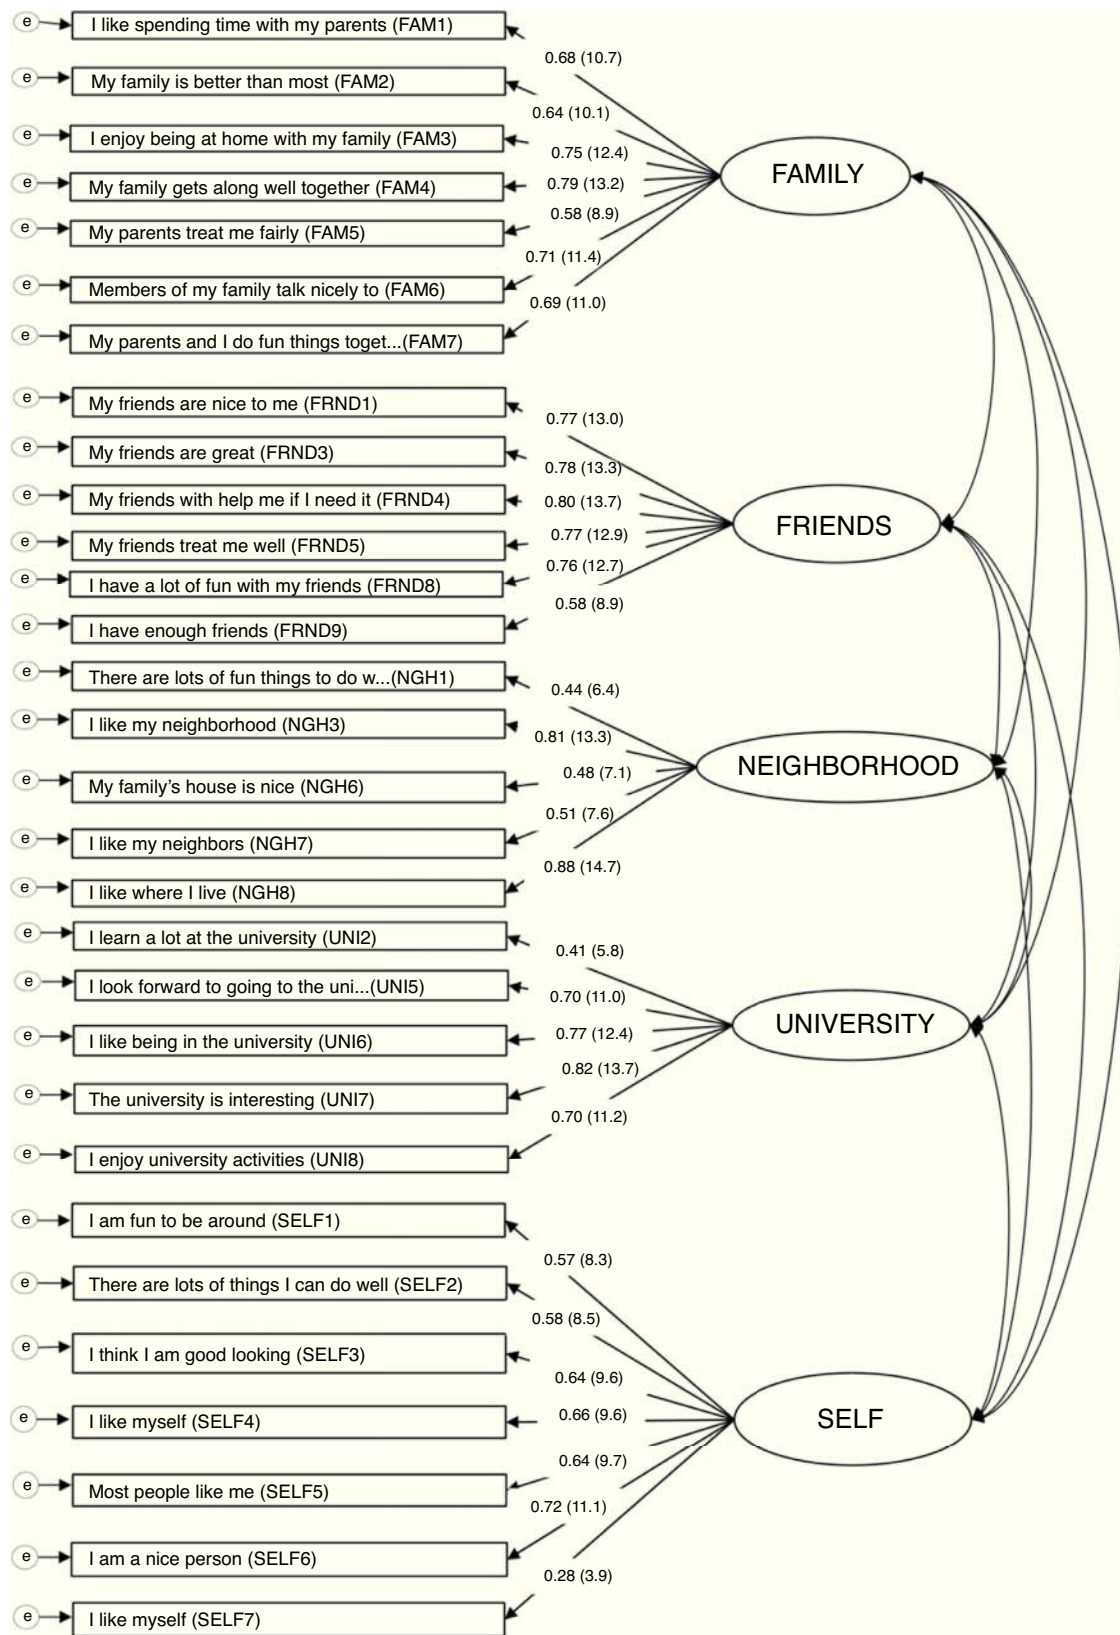 e I like spending time with my parents (FAM1)
0.68 (10.7)
e My family is better than most (FAM2)
0.64 (10.1)
e I enjoy being at home with my family (FAM3)
0.75 (12.4)
FAMILY
e My family gets along well together (FAM4)
0.79 (13.2)
0.58 (8.9)
e My parents treat me fairly (FAM5)
0.71 (11.4)
e Members of my family talk nicely to (FAM6)
0.69 (11.0)
e My parents and I do fun things toget...(FAM7)
e My friends are nice to me (FRND1)
0.77 (13.0)
e My friends are great (FRND3)
0.78 (13.3)
e My friends with help me if I need it (FRND4)
0.80 (13.7)
FRIENDS
0.77 (12.9)
e My friends treat me well (FRND5)
0.76 (12.7)
e I have a lot of fun with my friends (FRND8)
0.58 (8.9)
e I have enough friends (FRND9)
e There are lots of fun things to do w...(NGH1)
0.44 (6.4)
e I like my neighborhood (NGH3)
0.81 (13.3)
NEIGHBORHOOD
0.48 (7.1)
e My family's house is nice (NGH6)
0.51 (7.6)
e I like my neighbors (NGH7)
0.88 (14.7)
e I like where I live (NGH8)
e I learn a lot at the university (UNI2)
0.41 (5.8)
e I look forward to going to the uni...(UNI5)
0.70 (11.0)
UNIVERSITY
0.77 (12.4)
e I like being in the university (UNI6)
0.82 (13.7)
e The university is interesting (UNI7)
0.70 (11.2)
e I enjoy university activities (UNI8)
e I am fun to be around (SELF1)
0.57 (8.3)
e There are lots of things I can do well (SELF2)
0.58 (8.5)
e I think I am good looking (SELF3)
0.64 (9.6)
0.66 (9.6)
SELF
e I like myself (SELF4)
0.64 (9.7)
e Most people like me (SELF5)
0.72 (11.1)
e I am a nice person (SELF6)
0.28 (3.9)
e I like myself (SELF7)